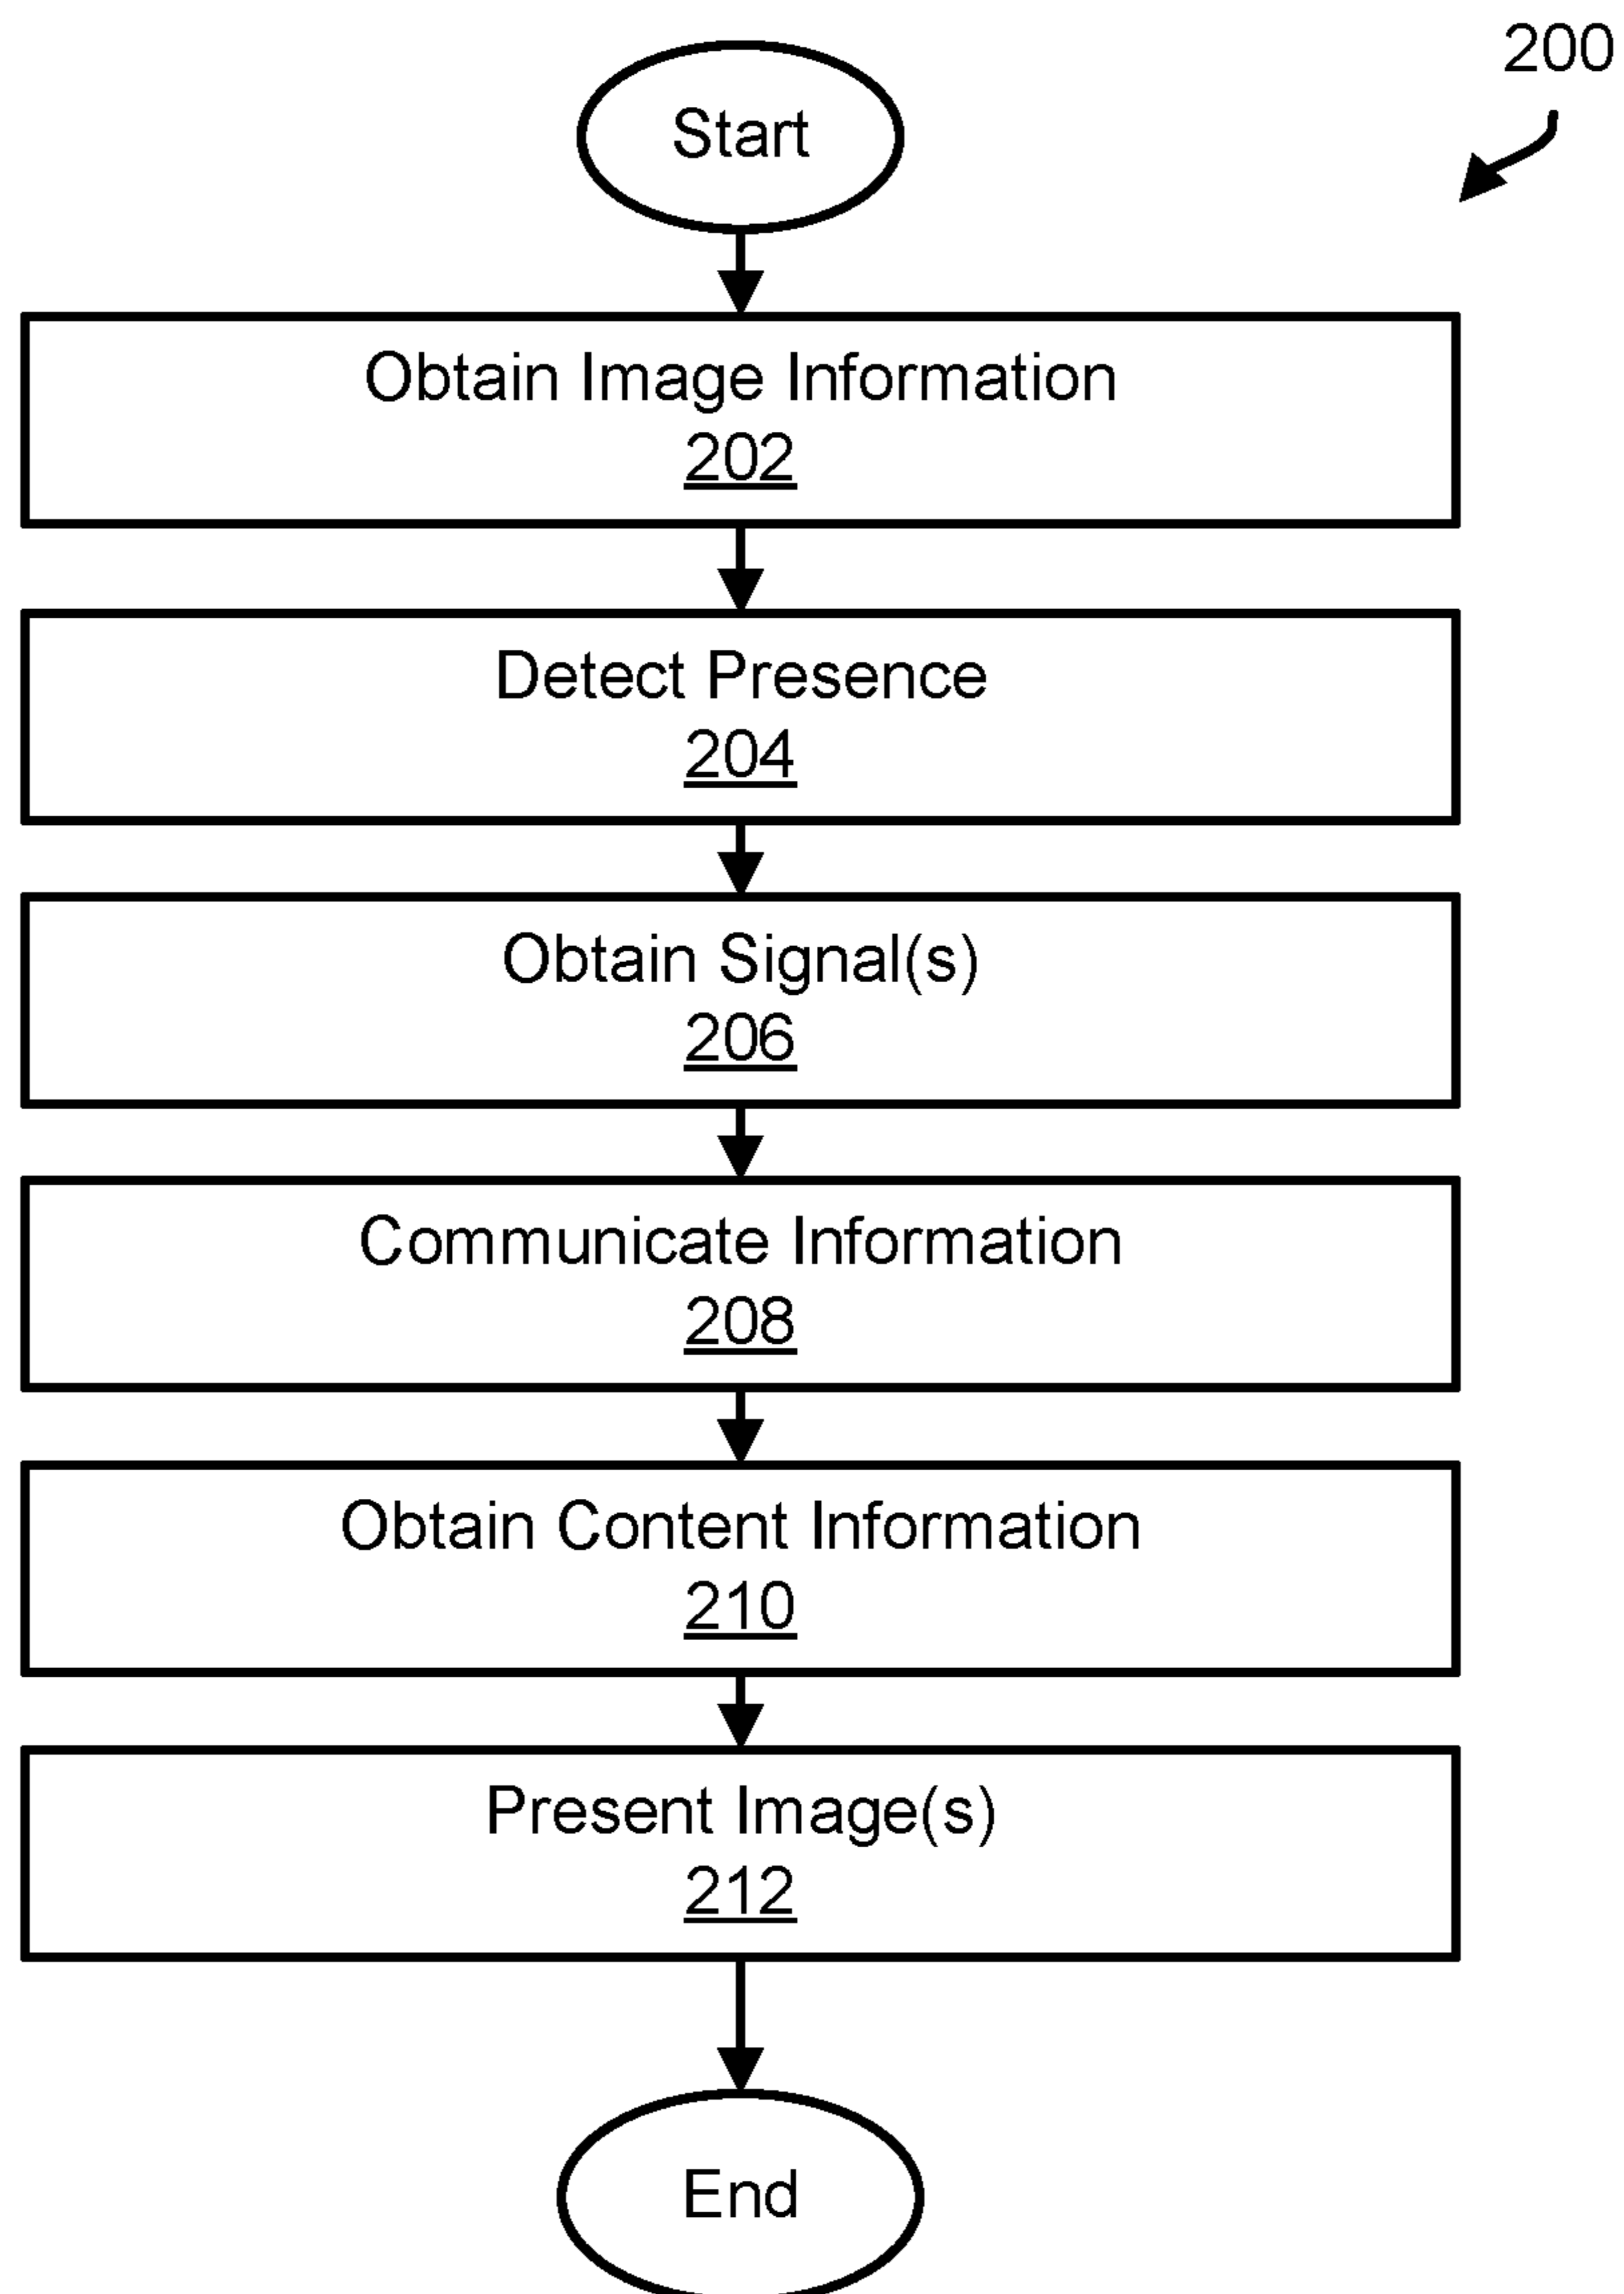 200
Start
Obtain Image Information
202
Detect Presence
204
Obtain Signal(s)
206
Communicate Information
208
Obtain Content Information
210
Present Image(s)
212
End